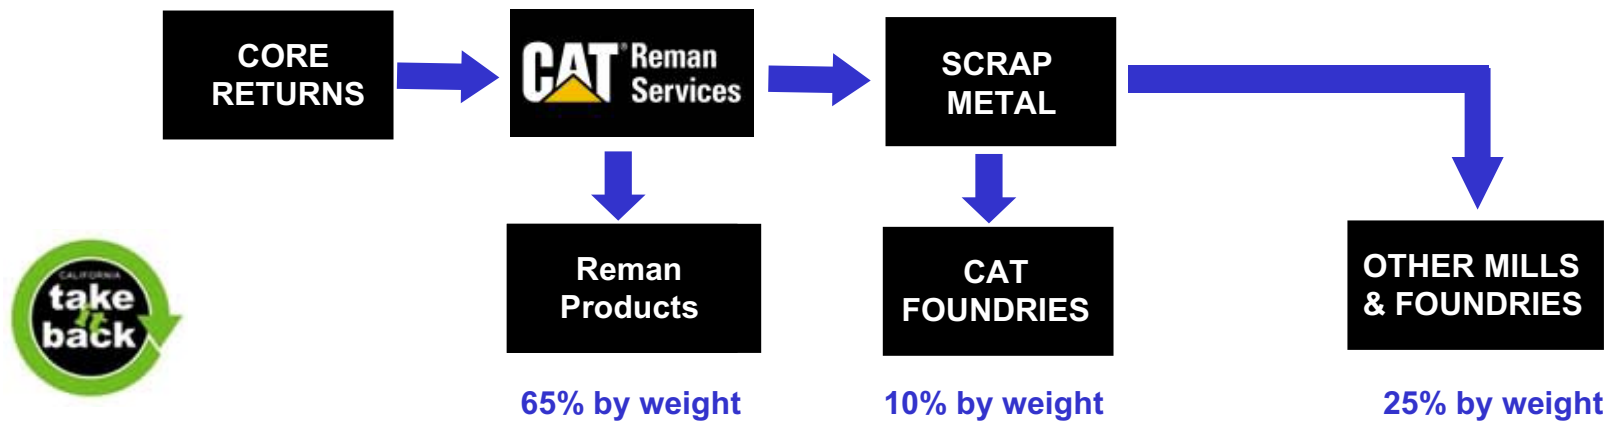 CORE
RETURNS
CAT® Reman
Services
SCRAP
METAL
Reman
Products
CAT
FOUNDRIES
OTHER MILLS
& FOUNDRIES
CALIFORNIA
take
it
back
65% by weight
10% by weight
25% by weight